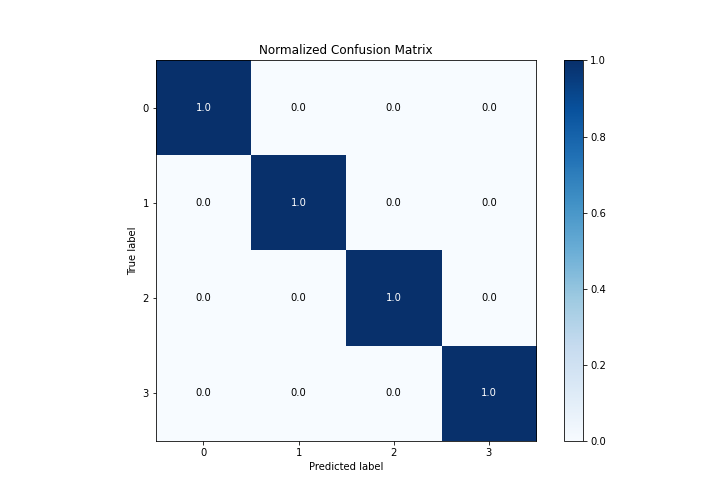 Normalized Confusion Matrix
True label
0 1.0 0.0 0.0 0.0
1 0.0 1.0 0.0 0.0
2 0.0 0.0 1.0 0.0
3 0.0 0.0 0.0 1.0
0 1 2 3
Predicted label
1.0
0.8
0.6
0.4
0.2
0.0